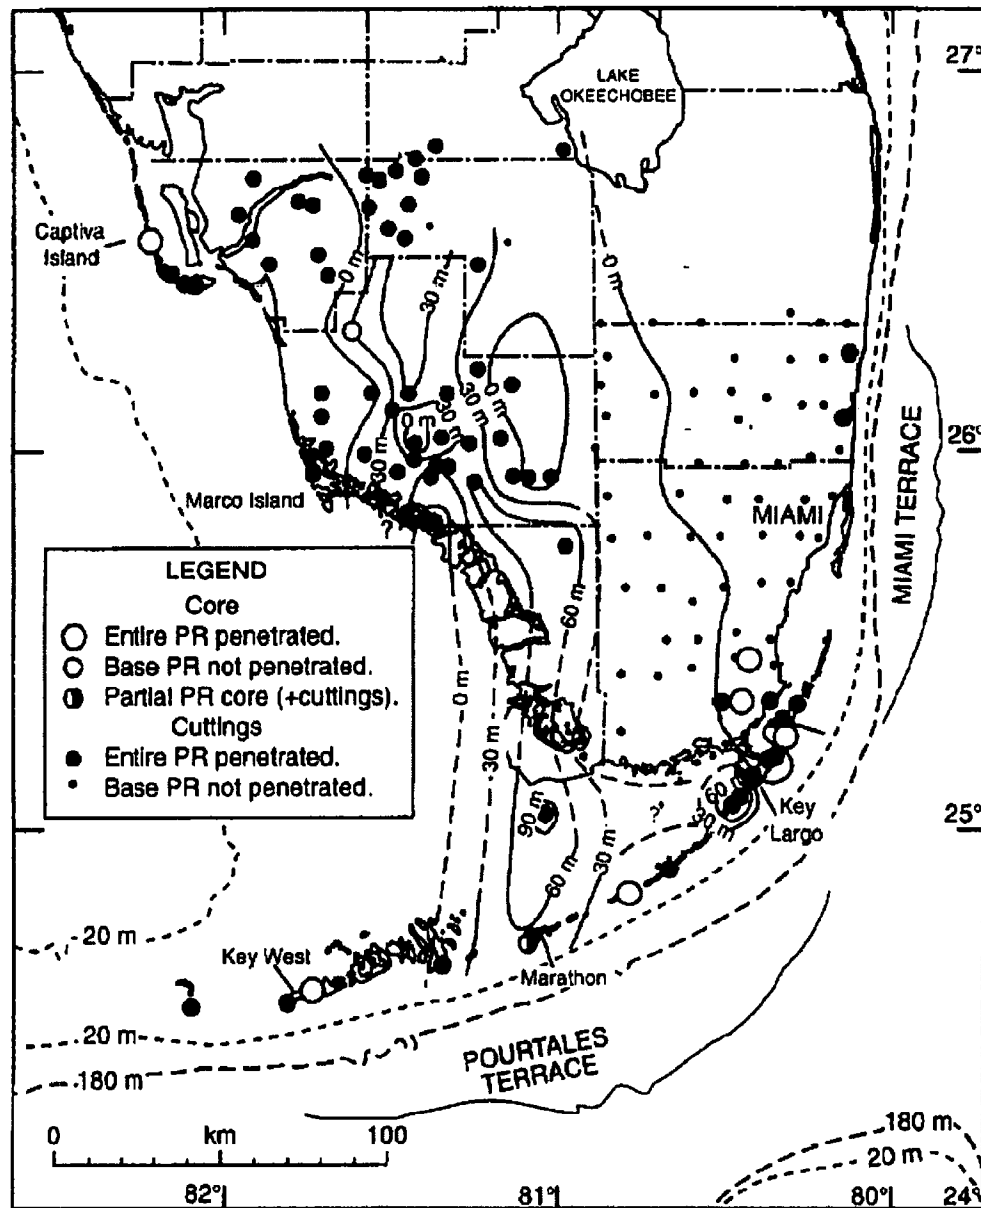 27°
LAKE
OKEECHOBEE
Captiva
Island
0 m
30 m
0 m
0 m
30 m
30 m
0 m
30 m
26°
Marco Island
?
MIAMI
MIAMI TERRACE
LEGEND
Core
Entire PR penetrated.
Base PR not penetrated.
Partial PR core (+cuttings).
Cuttings
Entire PR penetrated.
Base PR not penetrated.
60 m
0 m
30 m
90 m
60 m
30 m
?
60
30 m
Key
Largo
25°
20 m
Key West
Marathon
20 m
180 m
POURTALES
TERRACE
0 km 100
180 m
20 m
82° 81° 80° 24°